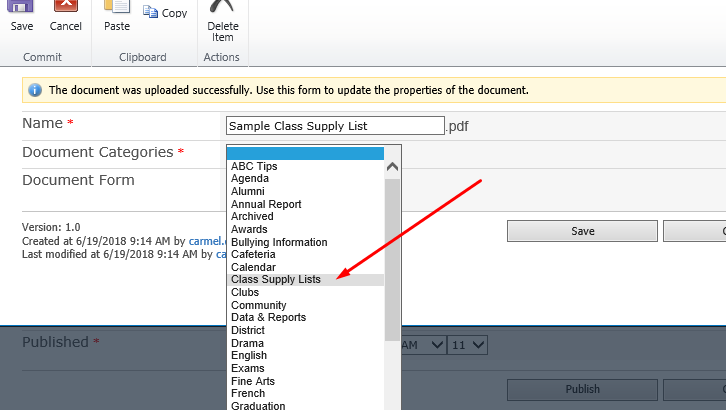 Save Cancel Paste Copy Delete Item
Commit Clipboard Actions
The document was uploaded successfully. Use this form to update the properties of the document.
Name * Sample Class Supply List .pdf
Document Categories *
Document Form
ABC Tips
Agenda
Alumni
Annual Report
Archived
Awards
Bullying Information
Cafeteria
Calendar
Class Supply Lists
Clubs
Community
Data & Reports
District
Drama
English
Exams
Fine Arts
French
Graduation
Version: 1.0
Created at 6/19/2018 9:14 AM by carmel.
Last modified at 6/19/2018 9:14 AM by ca
Save C
Published * AM 11
Publish C